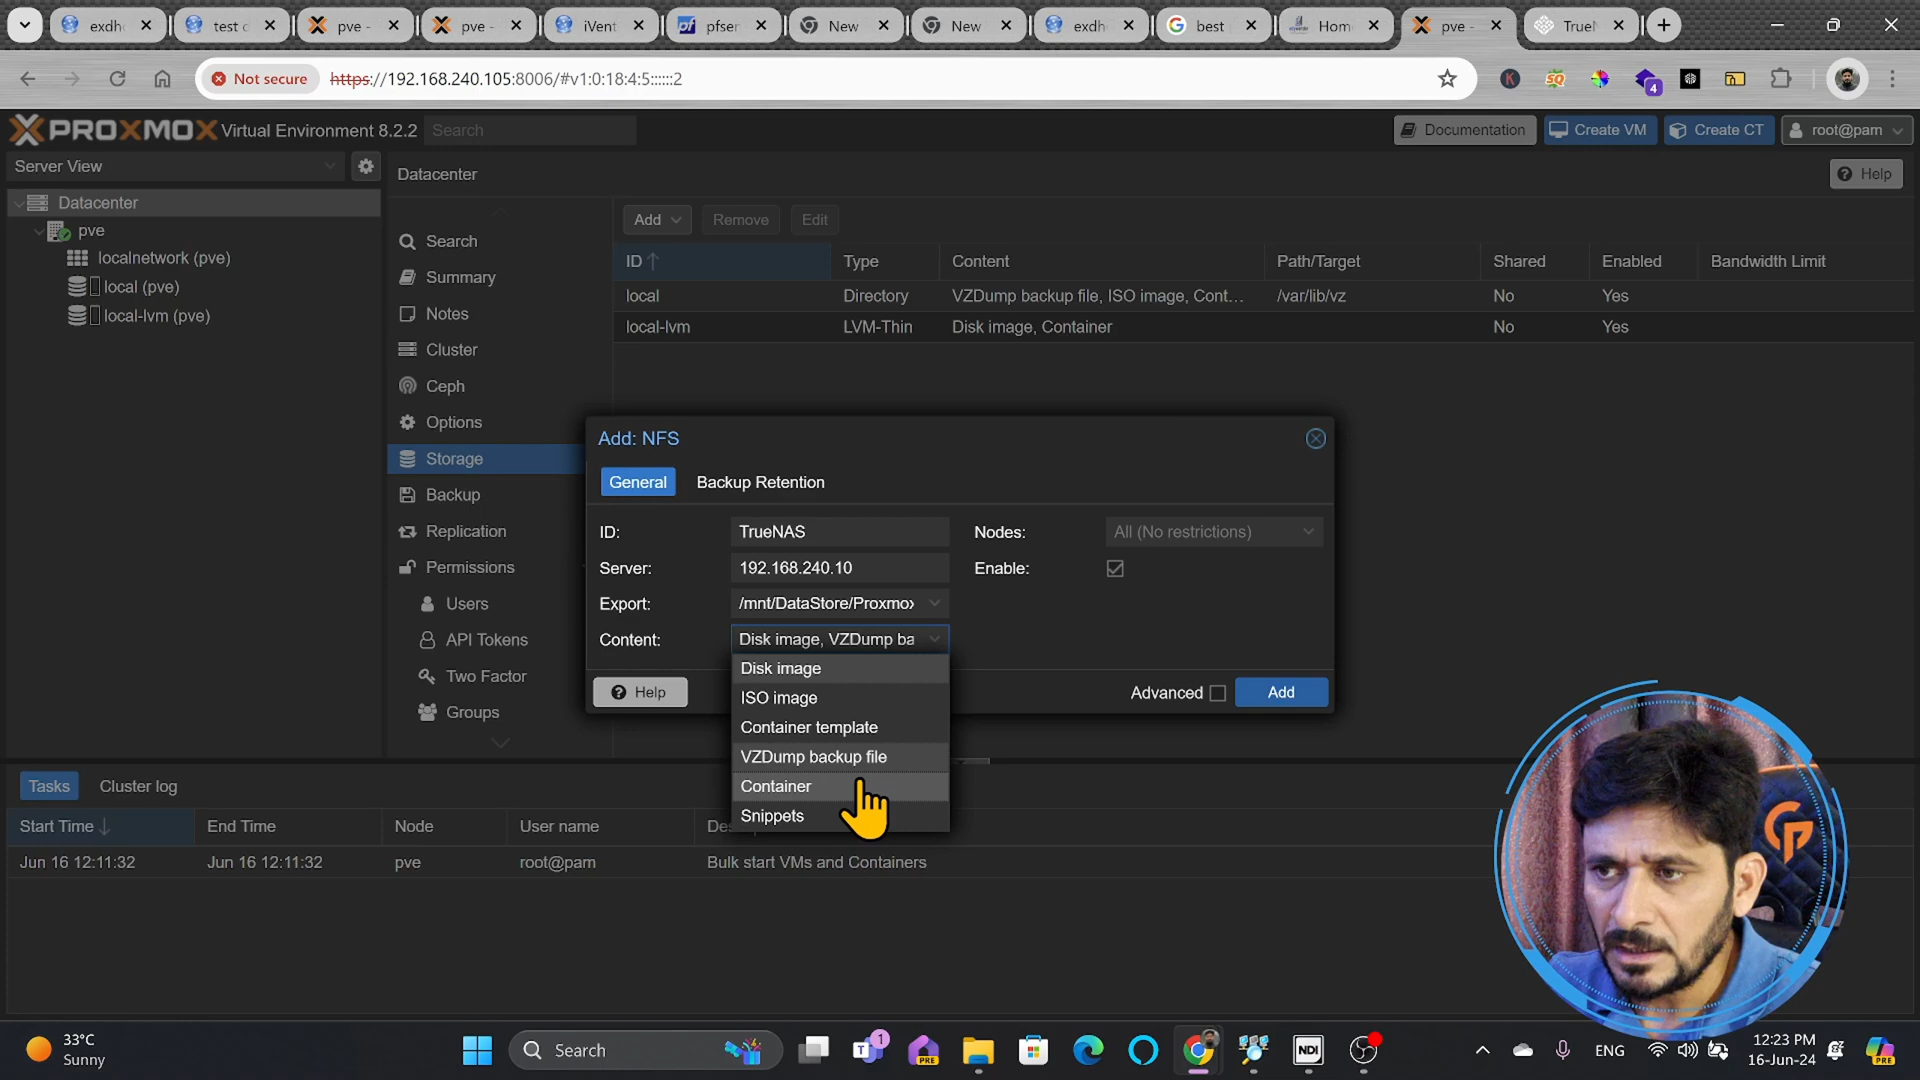 exdh
test c
pve -
pve -
iVent
pfser
New
New
exdh
best
Home
pve -
TrueN
Not secure
https://192.168.240.105:8006/#v1:0:18:4:5::::::2
4
PROXMOX Virtual Environment 8.2.2
Search
Documentation
Create VM
Create CT
root@pam
Server View
Datacenter
Help
Datacenter
pve
localnetwork (pve)
local (pve)
local-lvm (pve)
Search
Summary
Notes
Cluster
Ceph
Options
Storage
Backup
Replication
Permissions
Users
API Tokens
Two Factor
Groups
Add
Remove
Edit
ID Type Content Path/Target Shared Enabled Bandwidth Limit
local Directory VZDump backup file, ISO image, Cont... /var/lib/vz No Yes
local-lvm LVM-Thin Disk image, Container No Yes
Add: NFS
General
Backup Retention
ID: TrueNAS
Nodes: All (No restrictions)
Server: 192.168.240.10
Enable:
Export: /mnt/DataStore/Proxmox
Content: Disk image, VZDump ba
Disk image
ISO image
Container template
VZDump backup file
Container
Snippets
Help
Advanced
Add
Tasks
Cluster log
Start Time End Time Node User name Des
Jun 16 12:11:32 Jun 16 12:11:32 pve root@pam Bulk start VMs and Containers
33°C
Sunny
Search
1
PRE
NDI
ENG
12:23 PM
16-Jun-24
PRE